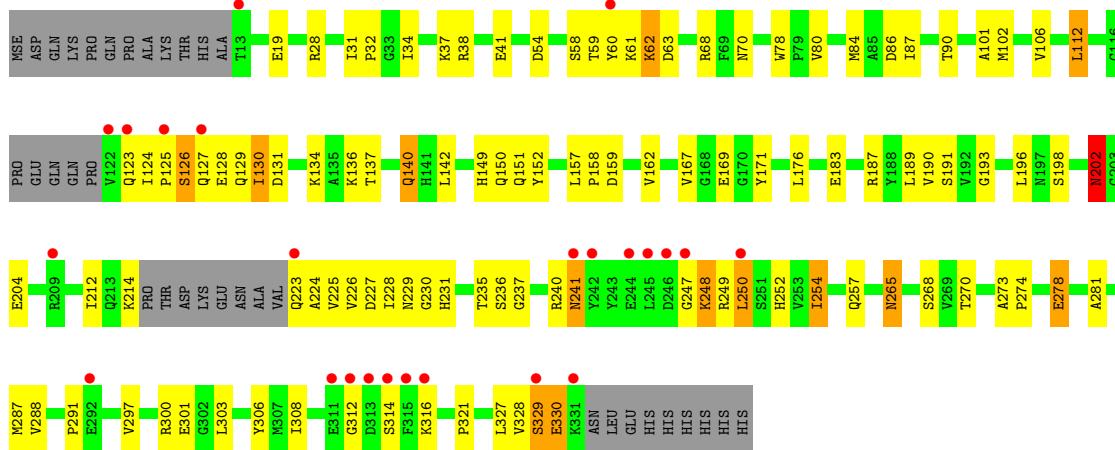 MSE ASP GLN LYS PRO GLN PRO ALA LYS THR HIS ALA T13 E19 R28 I31 P32 G33 I34 K37 R38 E41 D54 S58 T59 Y60 K61 K62 D63 R68 F69 N70 W78 P79 V80 M84 A85 D86 I87 T90 A101 M102 V106 L112 G116
PRO GLU GLN GLN PRO V122 Q123 I124 P125 S126 Q127 E128 Q129 I130 D131 K134 A135 K136 T137 Q140 H141 L142 H149 Q150 Q151 Y152 L157 P158 D159 V162 V167 G168 E169 G170 Y171 L176 E183 R187 Y188 L189 V190 S191 V192 G193 L196 N197 S198 N202 G203
E204 R209 I212 Q213 K214 PRO THR ASP LYS GLU ASN ALA VAL Q223 A224 V225 V226 D227 I228 N229 G230 H231 T235 S236 G237 R240 N241 Y242 Y243 E244 L245 D246 G247 K248 R249 L250 S251 H252 V253 I254 Q257 N265 S268 V269 T270 A273 P274 E278 A281
M287 V288 P291 E292 V297 R300 E301 G302 L303 Y306 M307 I308 E311 G312 D313 S314 F315 K316 P321 L327 V328 S329 E330 K331 ASN LEU GLU HIS HIS HIS HIS HIS HIS